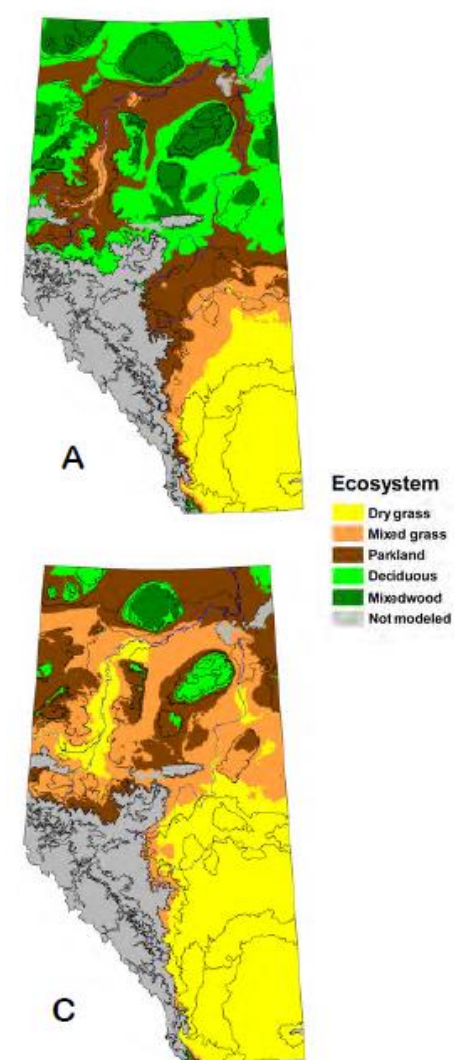 A
Ecosystem
Dry grass
Mixed grass
Parkland
Deciduous
Mixedwood
Not modeled
C